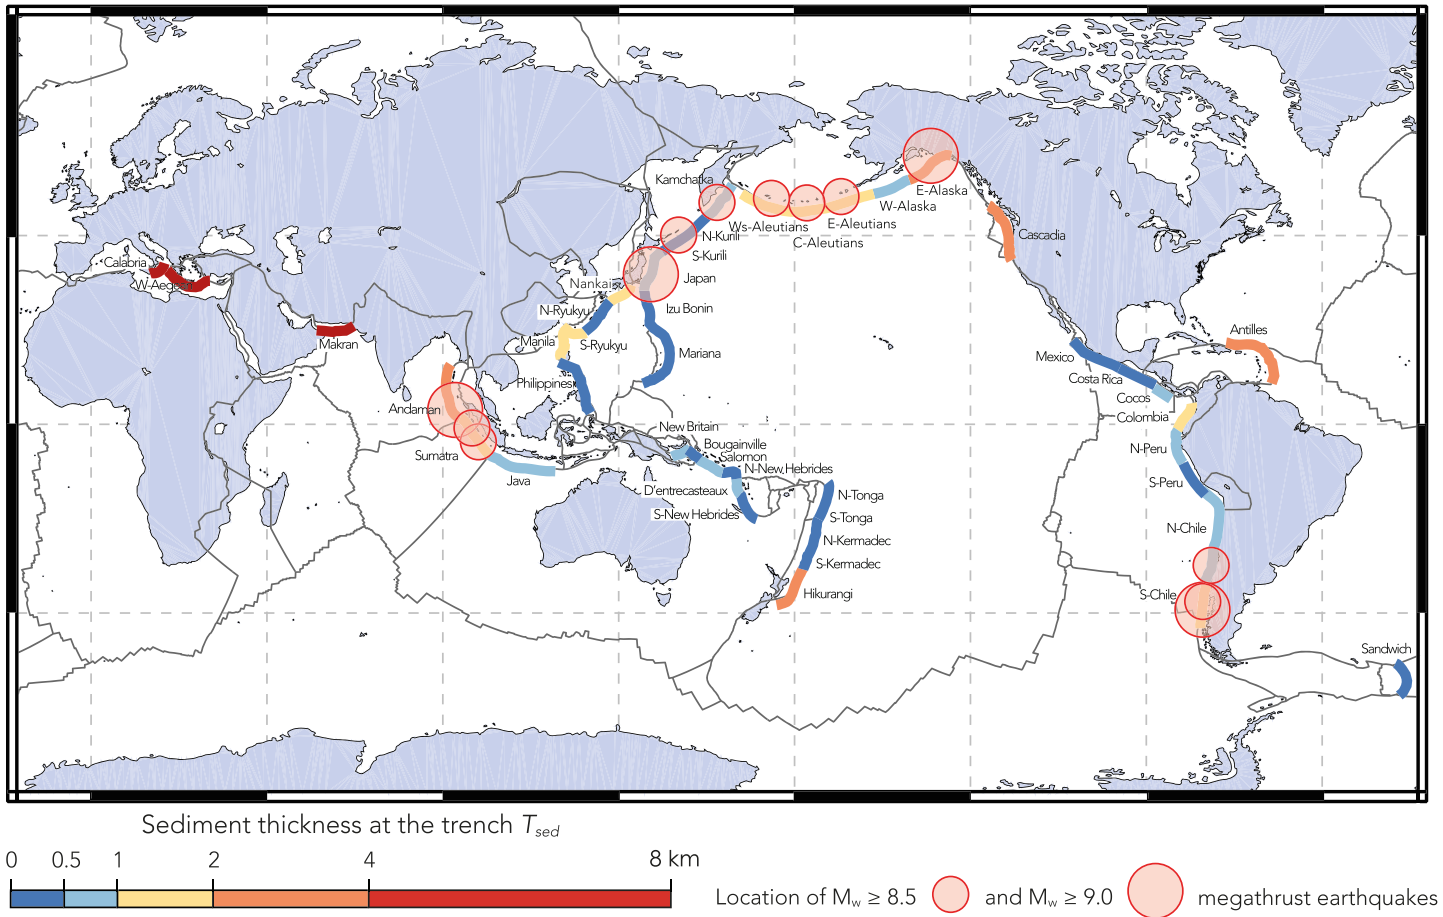 Kamchatka
E-Alaska
W-Alaska
Ws-Aleutians
E-Aleutians
C-Aleutians
N-Kurili
S-Kurili
Cascadia
Calabria
W-Aegean
Nankai
Japan
N-Ryukyu
Izu Bonin
Makran
Manila
S-Ryukyu
Mariana
Antilles
Mexico
Costa Rica
Philippines
Cocos
Andaman
Colombia
New Britain
Bougainville
N-Peru
Sumatra
Salomon
N-New Hebrides
Java
S-Peru
D'entrecasteaux
N-Tonga
S-New Hebrides
S-Tonga
N-Chile
N-Kermadec
S-Kermadec
Hikurangi
S-Chile
Sandwich
Sediment thickness at the trench Tsed
0 0.5 1 2 4 8 km
Location of Mw ≥ 8.5 and Mw ≥ 9.0 megathrust earthquakes